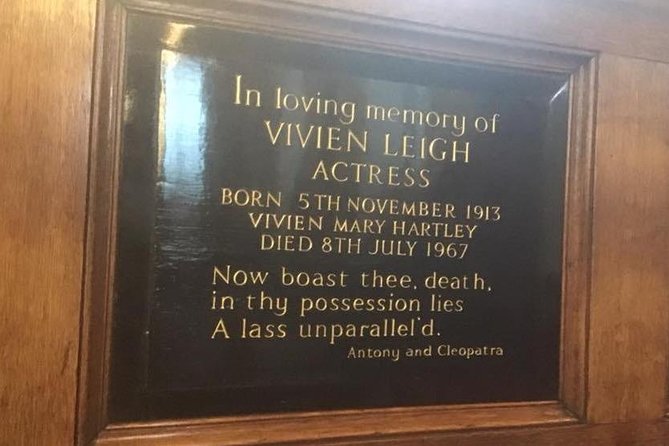 In loving memory of
VIVIEN LEIGH
ACTRESS
BORN 5TH NOVEMBER 1913
VIVIEN MARY HARTLEY
DIED 8TH JULY 1967
Now boast thee, death,
in thy possession lies
A lass unparallel'd.
Antony and Cleopatra